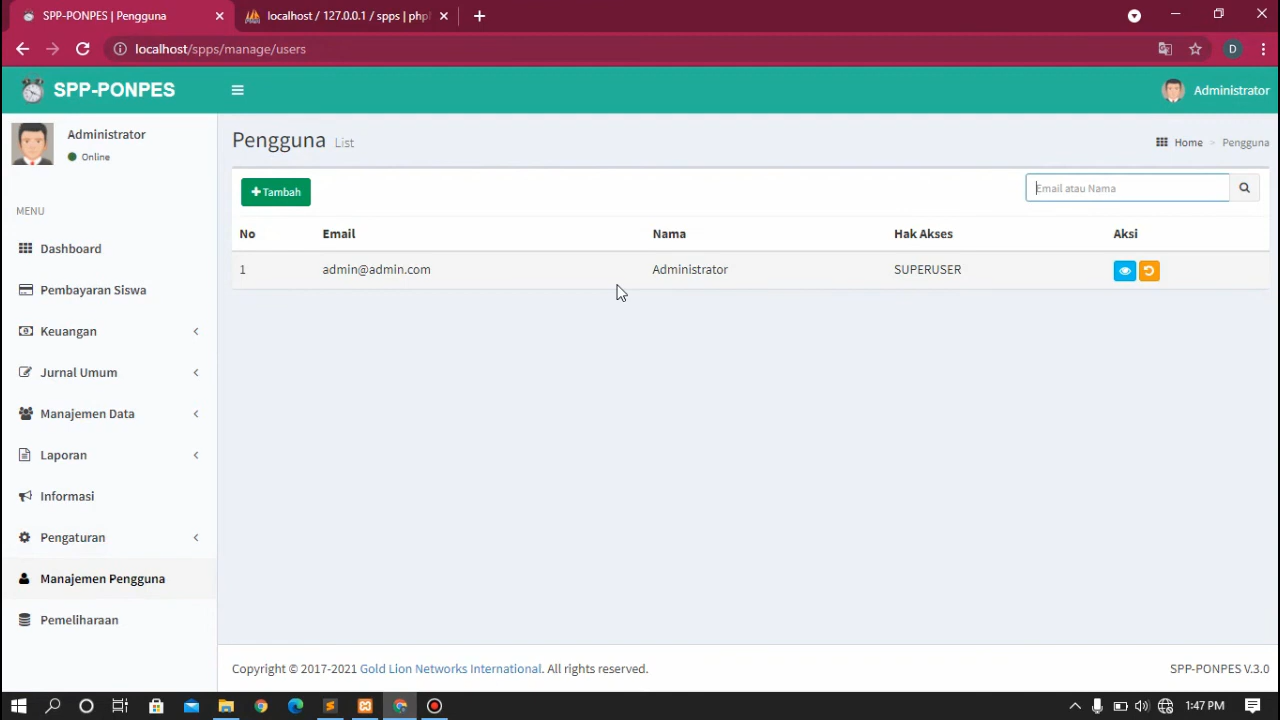 SPP-PONPES | Pengguna
localhost / 127.0.0.1 / spps | php
localhost/spps/manage/users
D
SPP-PONPES
Administrator
Administrator
Online
Pengguna List
Home > Pengguna
Tambah
Email atau Nama
MENU
No Email Nama Hak Akses Aksi
1 admin@admin.com Administrator SUPERUSER
Dashboard
Pembayaran Siswa
Keuangan
Jurnal Umum
Manajemen Data
Laporan
Informasi
Pengaturan
Manajemen Pengguna
Pemeliharaan
Copyright © 2017-2021 Gold Lion Networks International. All rights reserved.
SPP-PONPES V.3.0
1:47 PM